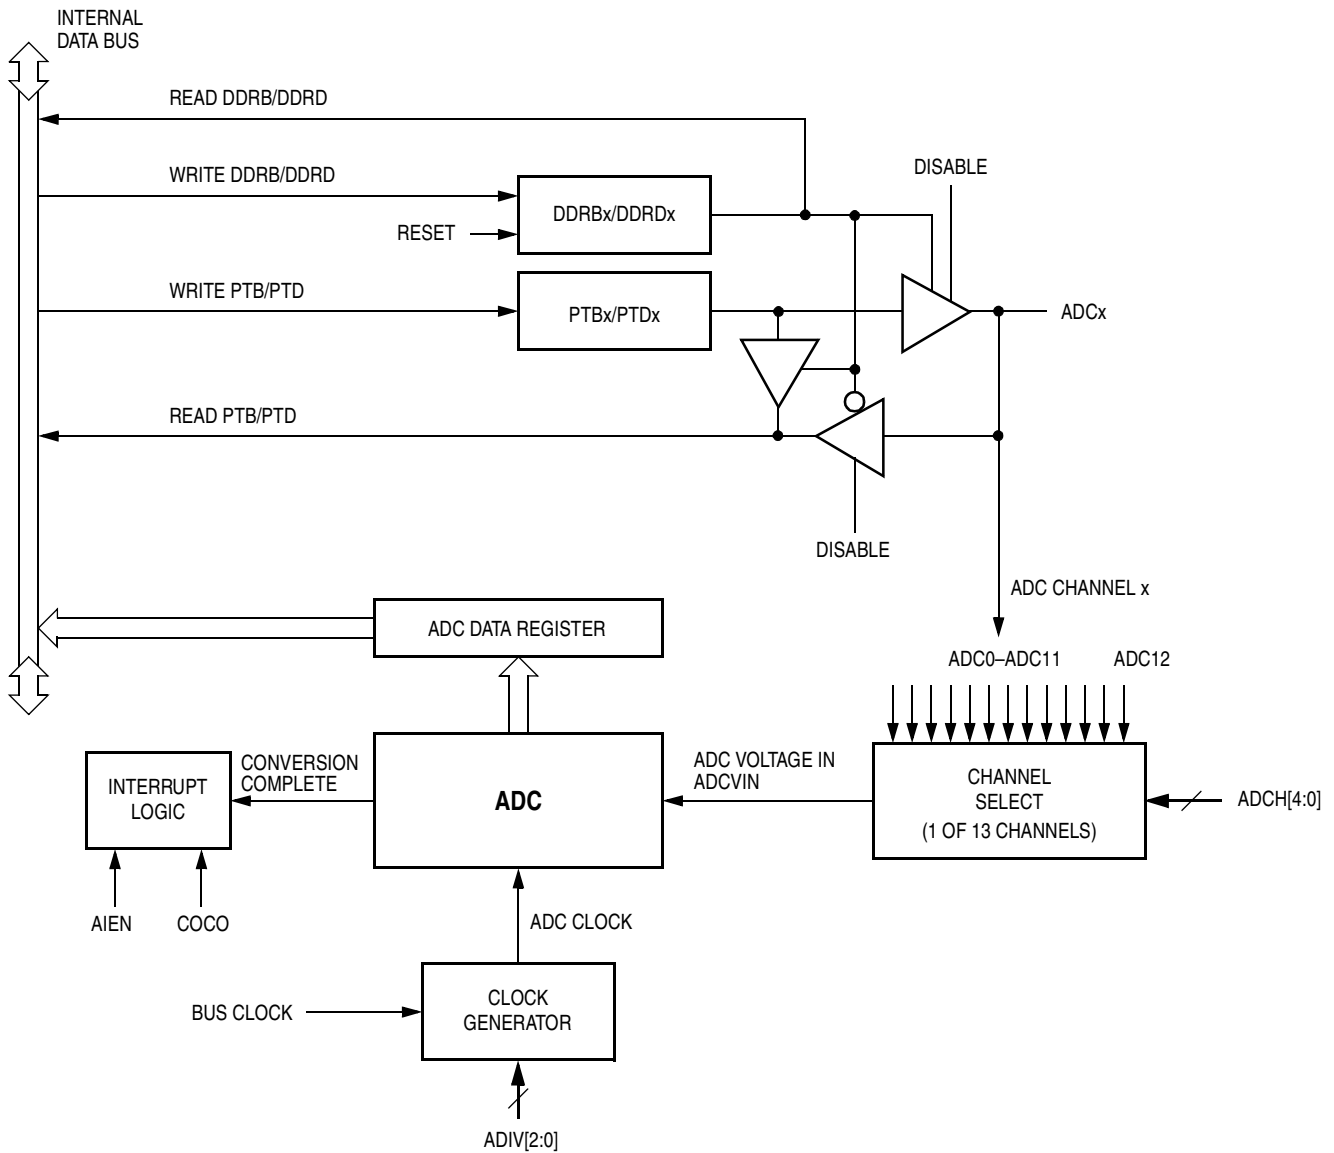 INTERNAL
DATA BUS
READ DDRB/DDRD
WRITE DDRB/DDRD
DISABLE
DDRBx/DDRDx
RESET
WRITE PTB/PTD
PTBx/PTDx
ADCx
READ PTB/PTD
DISABLE
ADC CHANNEL x
ADC DATA REGISTER
ADC0–ADC11
ADC12
INTERRUPT
LOGIC
CONVERSION
COMPLETE
ADC
ADC VOLTAGE IN
ADCVIN
CHANNEL
SELECT
(1 OF 13 CHANNELS)
ADCH[4:0]
AIEN
COCO
ADC CLOCK
BUS CLOCK
CLOCK
GENERATOR
ADIV[2:0]